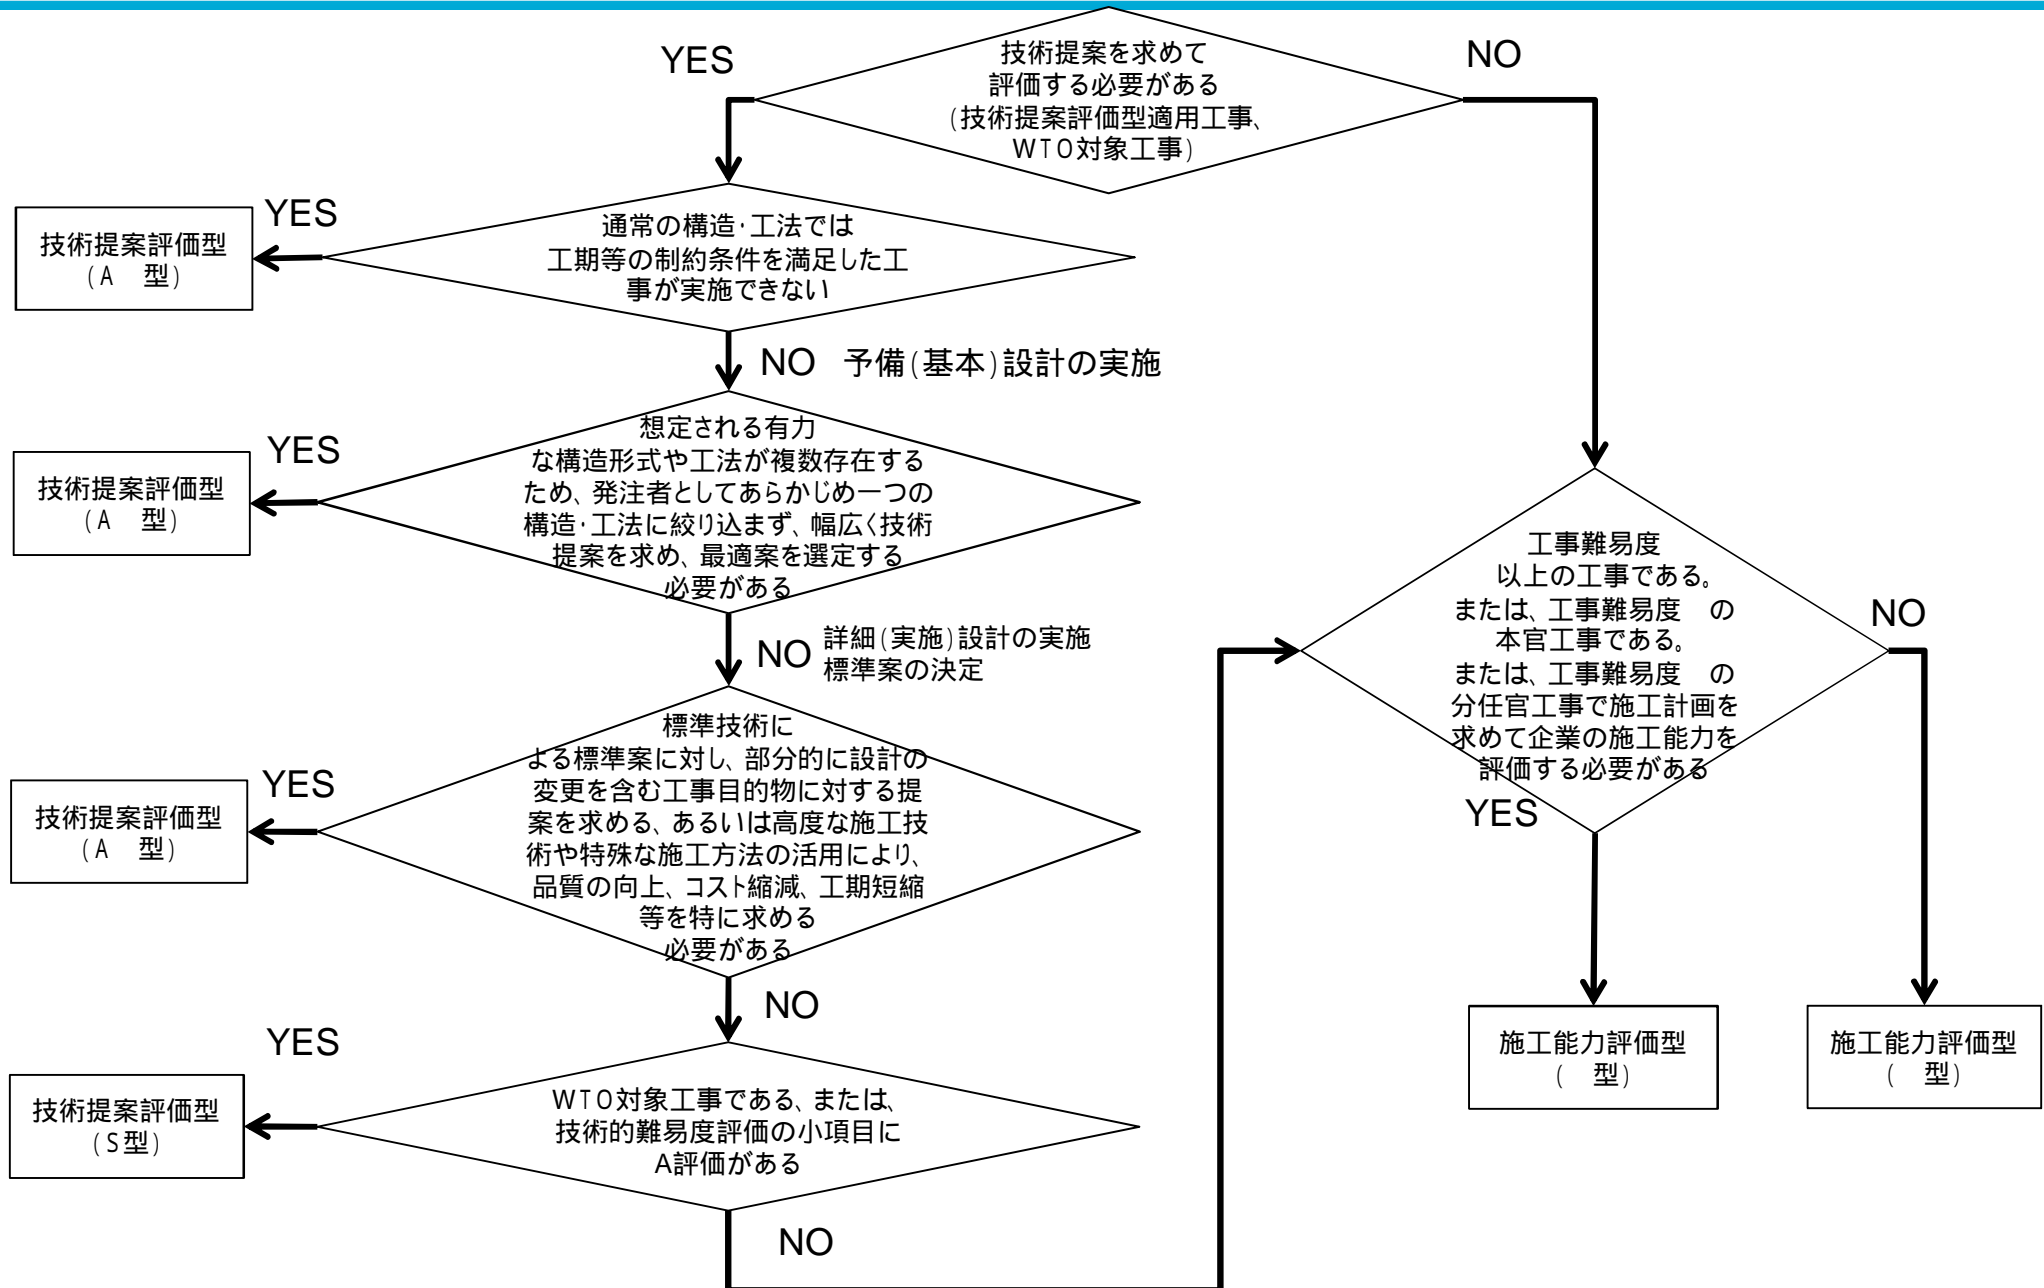 YES
技術提案を求めて
評価する必要がある
(技術提案評価型適用工事、
WTO対象工事)
NO
YES
通常の構造・工法では
工期等の制約条件を満足した工
事が実施できない
技術提案評価型
(A　型)
NO 予備(基本)設計の実施
YES
想定される有力
な構造形式や工法が複数存在する
ため、発注者としてあらかじめ一つの
構造・工法に絞り込まず、幅広く技術
提案を求め、最適案を選定する
必要がある
技術提案評価型
(A　型)
NO 詳細(実施)設計の実施
標準案の決定
YES
標準技術に
よる標準案に対し、部分的に設計の
変更を含む工事目的物に対する提
案を求める、あるいは高度な施工技
術や特殊な施工方法の活用により、
品質の向上、コスト縮減、工期短縮
等を特に求める
必要がある
技術提案評価型
(A　型)
NO
YES
WTO対象工事である、または、
技術的難易度評価の小項目に
A評価がある
技術提案評価型
(S型)
NO
工事難易度
以上の工事である。
または、工事難易度　の
本官工事である。
または、工事難易度　の
分任官工事で施工計画を
求めて企業の施工能力を
評価する必要がある
NO
YES
施工能力評価型
(　型)
施工能力評価型
(　型)